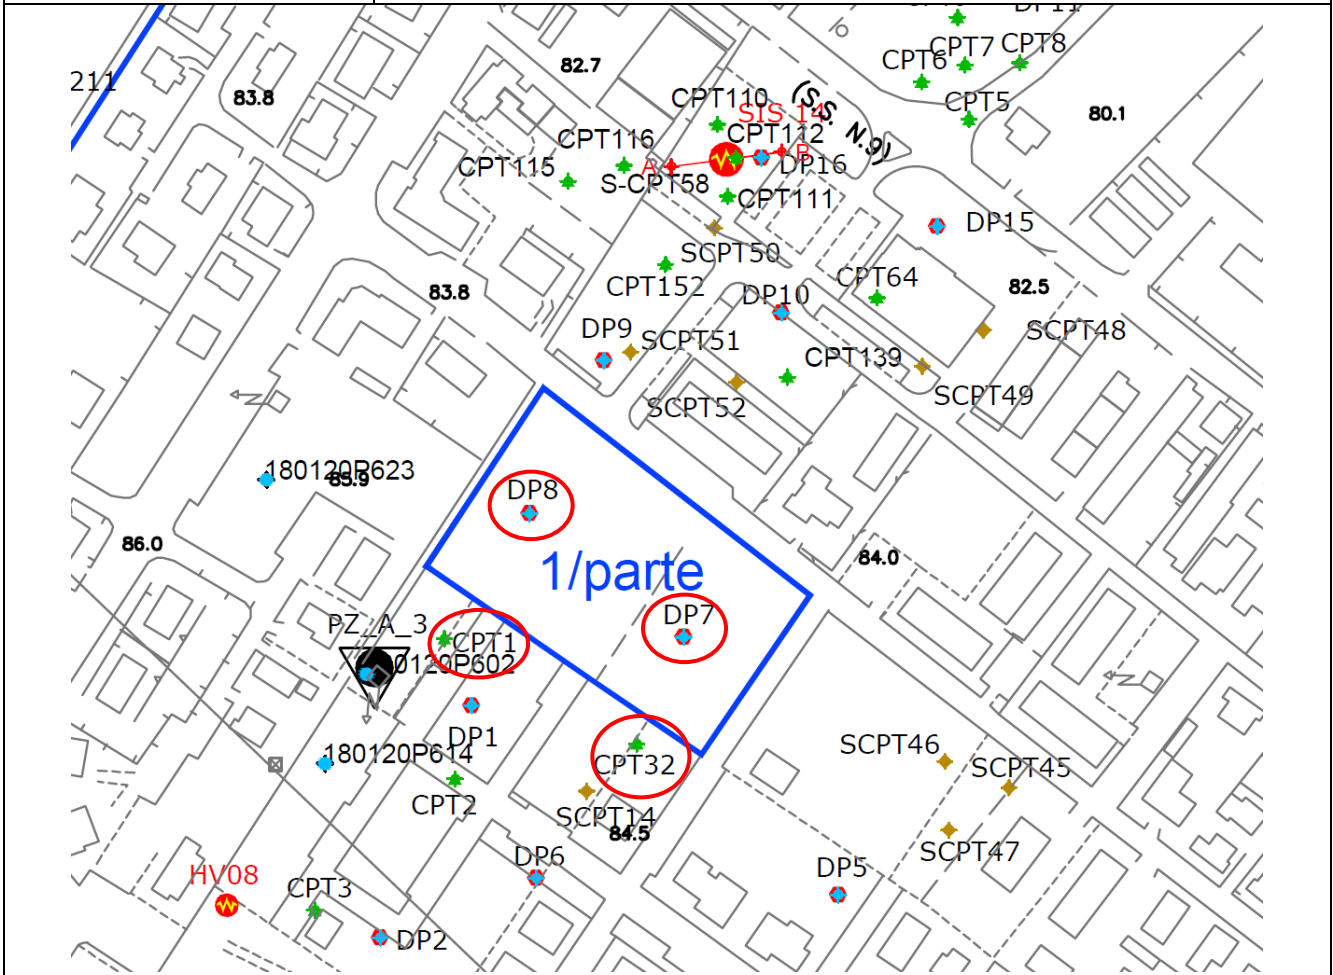 DP11
CPT7
CPT8
CPT6
82.7
211
83.8
CPT110
SIS 14
(S.S. N.9)
CPT5
80.1
CPT116
CPT112
A
B
CPT115
S-CPT58
DP16
CPT111
DP15
SCPT50
CPT152
CPT64
83.8
DP10
82.5
DP9
SCPT51
CPT139
SCPT48
SCPT52
SCPT49
N
180120P623
85.9
DP8
86.0
84.0
1/parte
PZ_A_3
CPT1
DP7
0120P602
N
DP1
180120P614
CPT32
SCPT46
SCPT45
CPT2
SCPT14
84.5
SCPT47
DP6
DP5
HV08
CPT3
DP2